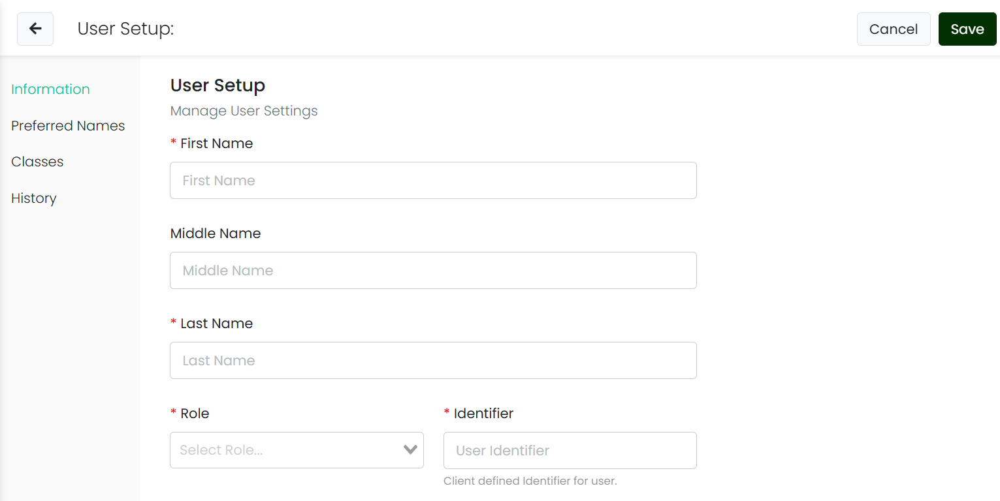 User Setup:
Cancel
Save
Information
Preferred Names
Classes
History
User Setup
Manage User Settings
* First Name
First Name
Middle Name
Middle Name
* Last Name
Last Name
* Role
Select Role...
* Identifier
User Identifier
Client defined Identifier for user.